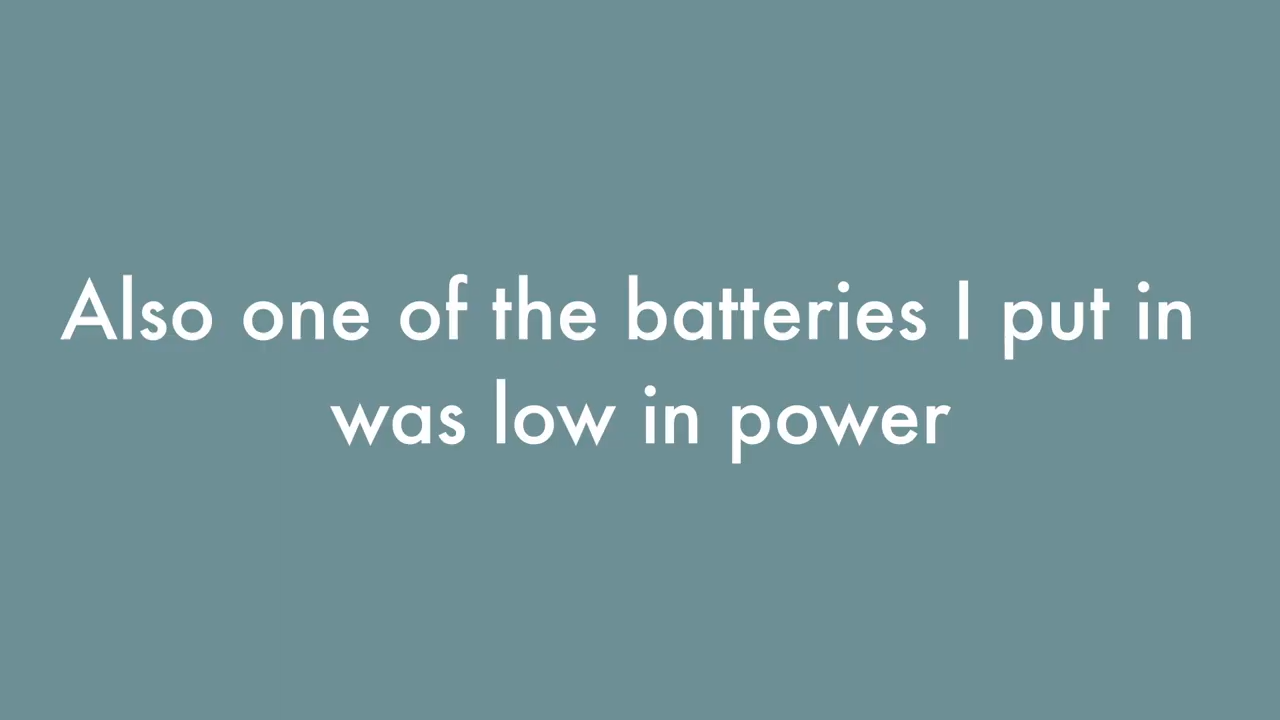 Also one of the batteries I put in
was low in power